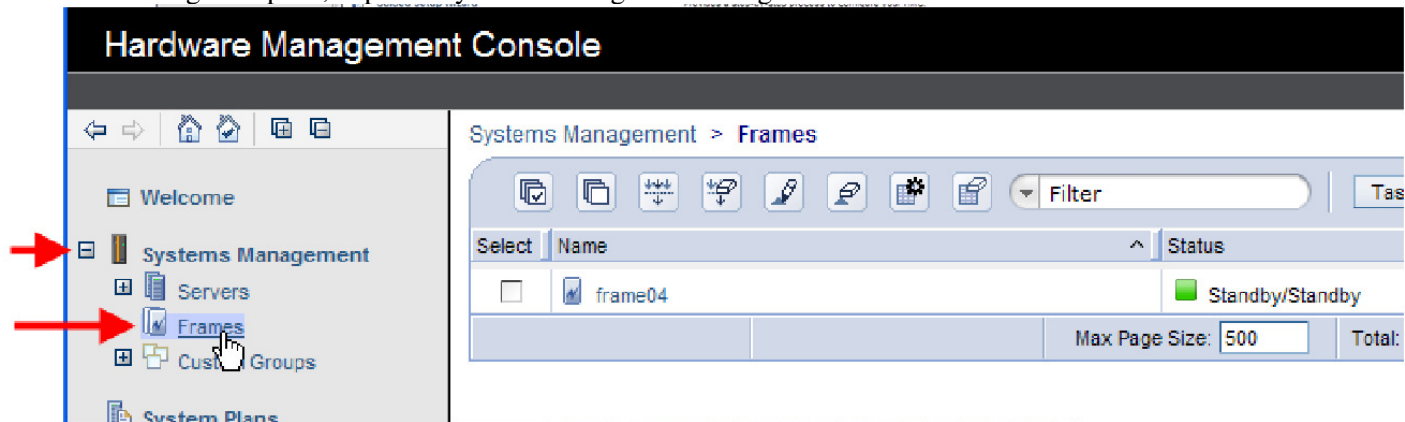 Hardware Management Console
Systems Management > Frames
Welcome
Filter
Tas
Systems Management
Select Name ^ Status
Servers
frame04 Standby/Standby
Frames
Max Page Size: 500 Total:
Custom Groups
System Plans